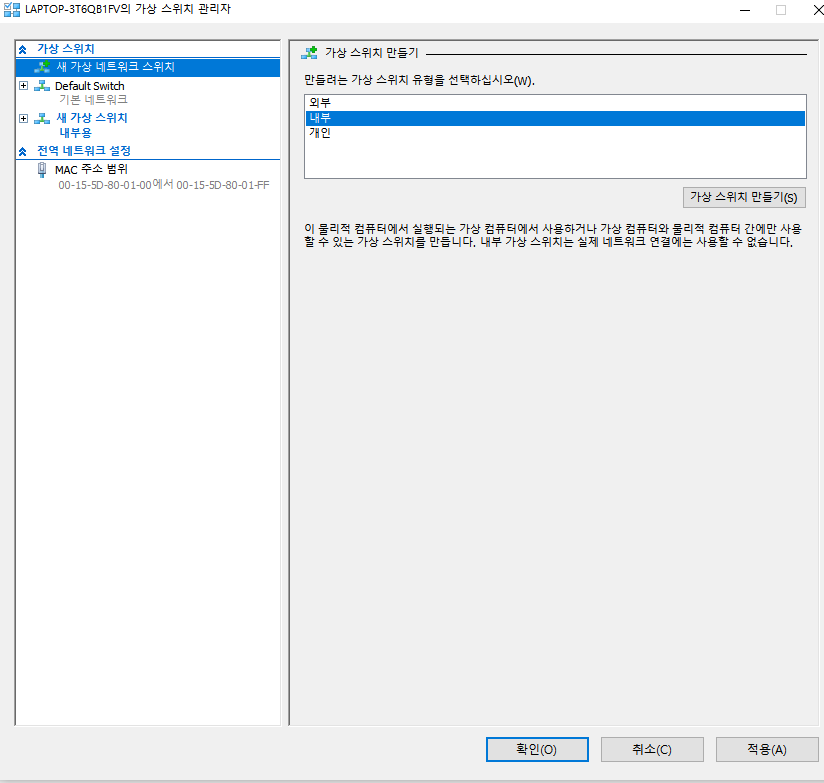 LAPTOP-3T6QB1FV의 가상 스위치 관리자
가상 스위치
새 가상 네트워크 스위치
Default Switch
기본 네트워크
새 가상 스위치
내부용
전역 네트워크 설정
MAC 주소 범위
00-15-5D-80-01-00에서 00-15-5D-80-01-FF
가상 스위치 만들기
만들려는 가상 스위치 유형을 선택하십시오(W).
외부
내부
개인
가상 스위치 만들기(S)
이 물리적 컴퓨터에서 실행되는 가상 컴퓨터에서 사용하거나 가상 컴퓨터와 물리적 컴퓨터 간에만 사용
할 수 있는 가상 스위치를 만듭니다. 내부 가상 스위치는 실제 네트워크 연결에는 사용할 수 없습니다.
확인(O)
취소(C)
적용(A)